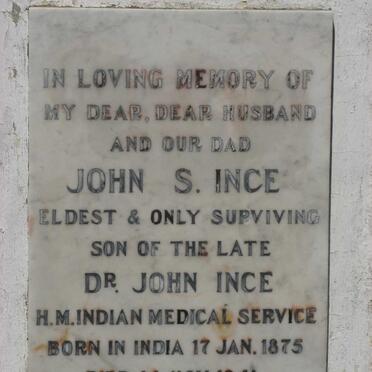 IN LOVING MEMORY OF
MY DEAR, DEAR HUSBAND
AND OUR DAD
JOHN S. INCE
ELDEST & ONLY SURVIVING
SON OF THE LATE
DR. JOHN INCE
H.M. INDIAN MEDICAL SERVICE
BORN IN INDIA 17 JAN. 1875
DIED